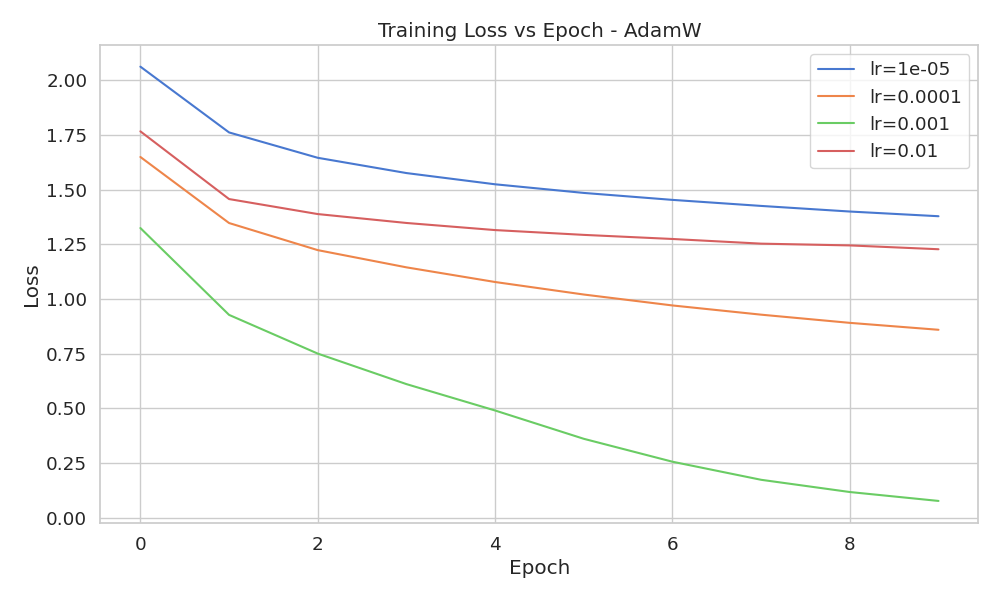 Training Loss vs Epoch - AdamW
lr=1e-05
lr=0.0001
lr=0.001
lr=0.01
2.00
1.75
1.50
1.25
1.00
0.75
0.50
0.25
0.00
Loss
0 2 4 6 8
Epoch